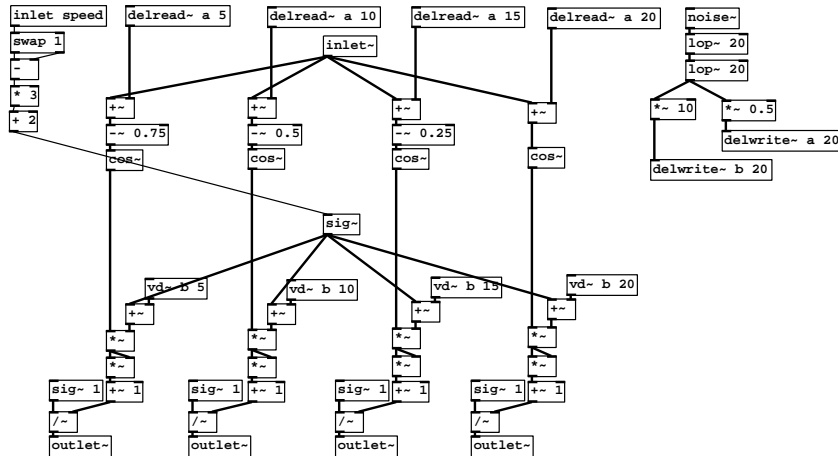 inlet speed
delread~ a 5
delread~ a 10
delread~ a 15
delread~ a 20
noise~
swap 1
inlet~
lop~ 20
-
lop~ 20
* 3
+~
+~
+~
+~
*~ 10
*~ 0.5
+ 2
-~ 0.75
-~ 0.5
-~ 0.25
delwrite~ a 20
cos~
cos~
cos~
cos~
delwrite~ b 20
sig~
vd~ b 5
vd~ b 10
vd~ b 15
vd~ b 20
+~
+~
+~
+~
*~
*~
*~
*~
*~
*~
*~
*~
sig~ 1
+~ 1
sig~ 1
+~ 1
sig~ 1
+~ 1
sig~ 1
+~ 1
/~
/~
/~
/~
outlet~
outlet~
outlet~
outlet~